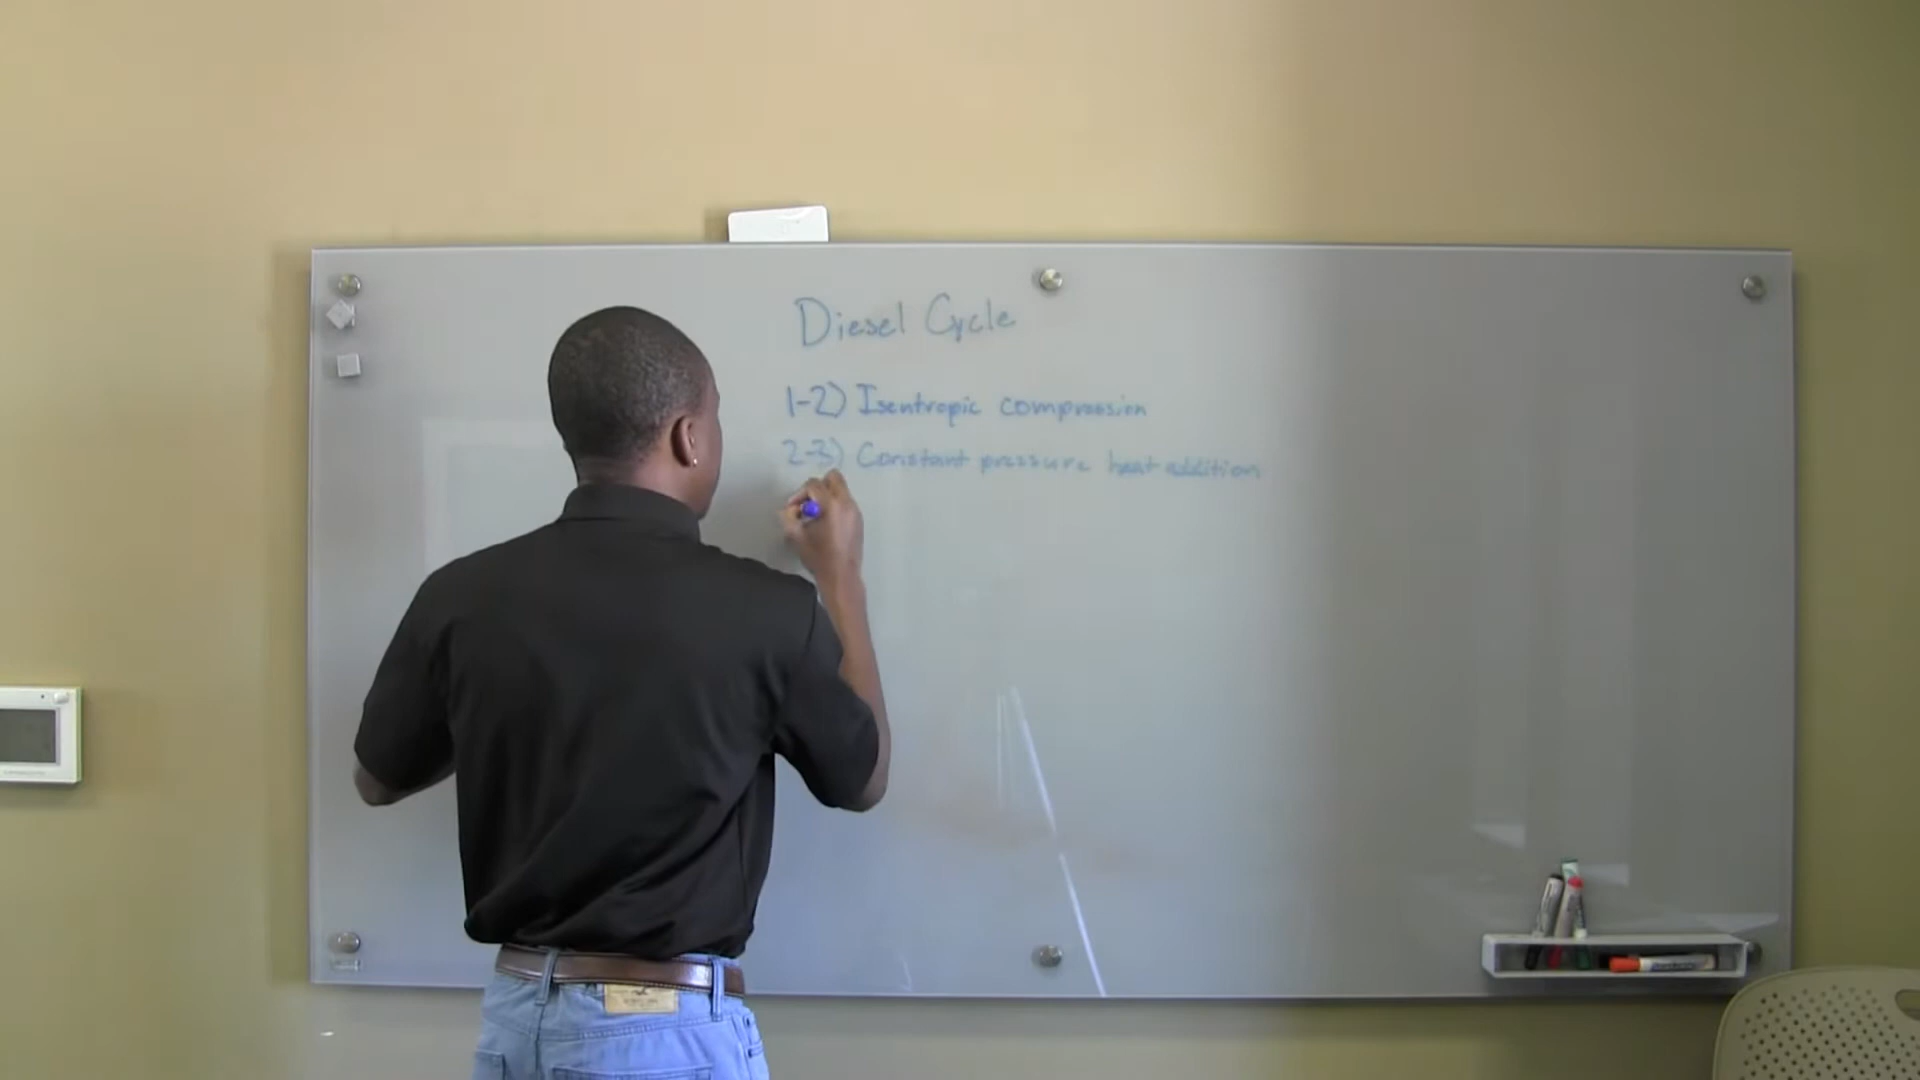 Diesel Cycle
1-2) Isentropic compression
2-3) Constant pressure heat addition